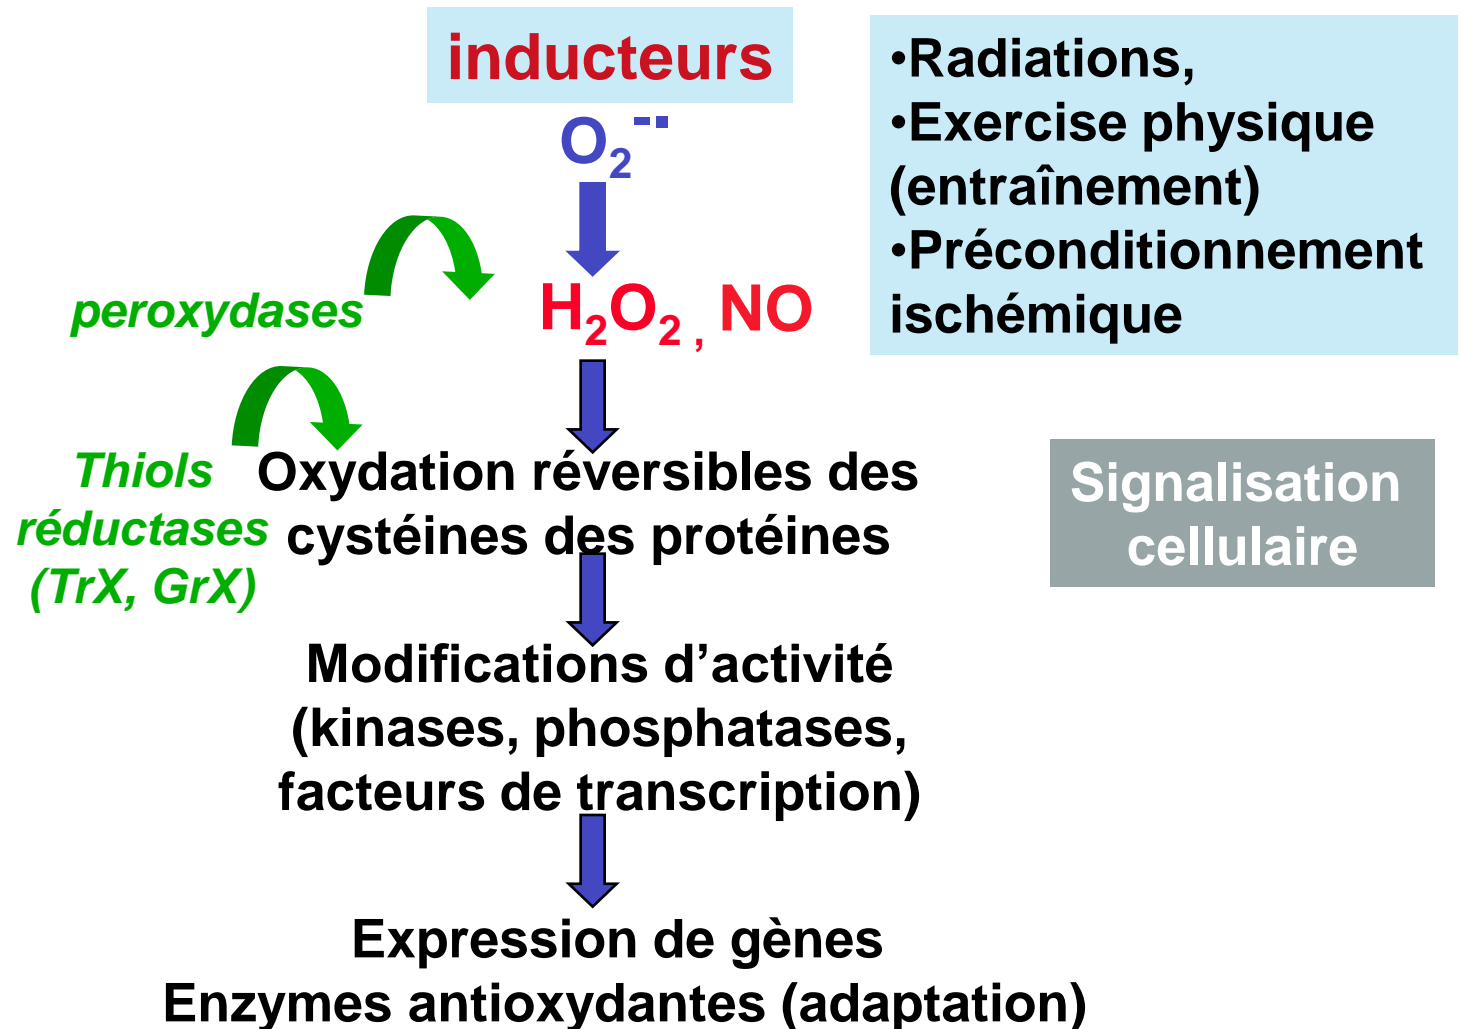 inducteurs
•Radiations,
•Exercise physique
(entraînement)
•Préconditionnement
ischémique
O₂⁻·
peroxydases
H₂O₂ , NO
Thiols
réductases
(TrX, GrX)
Oxydation réversibles des
cystéines des protéines
Signalisation
cellulaire
Modifications d’activité
(kinases, phosphatases,
facteurs de transcription)
Expression de gènes
Enzymes antioxydantes (adaptation)